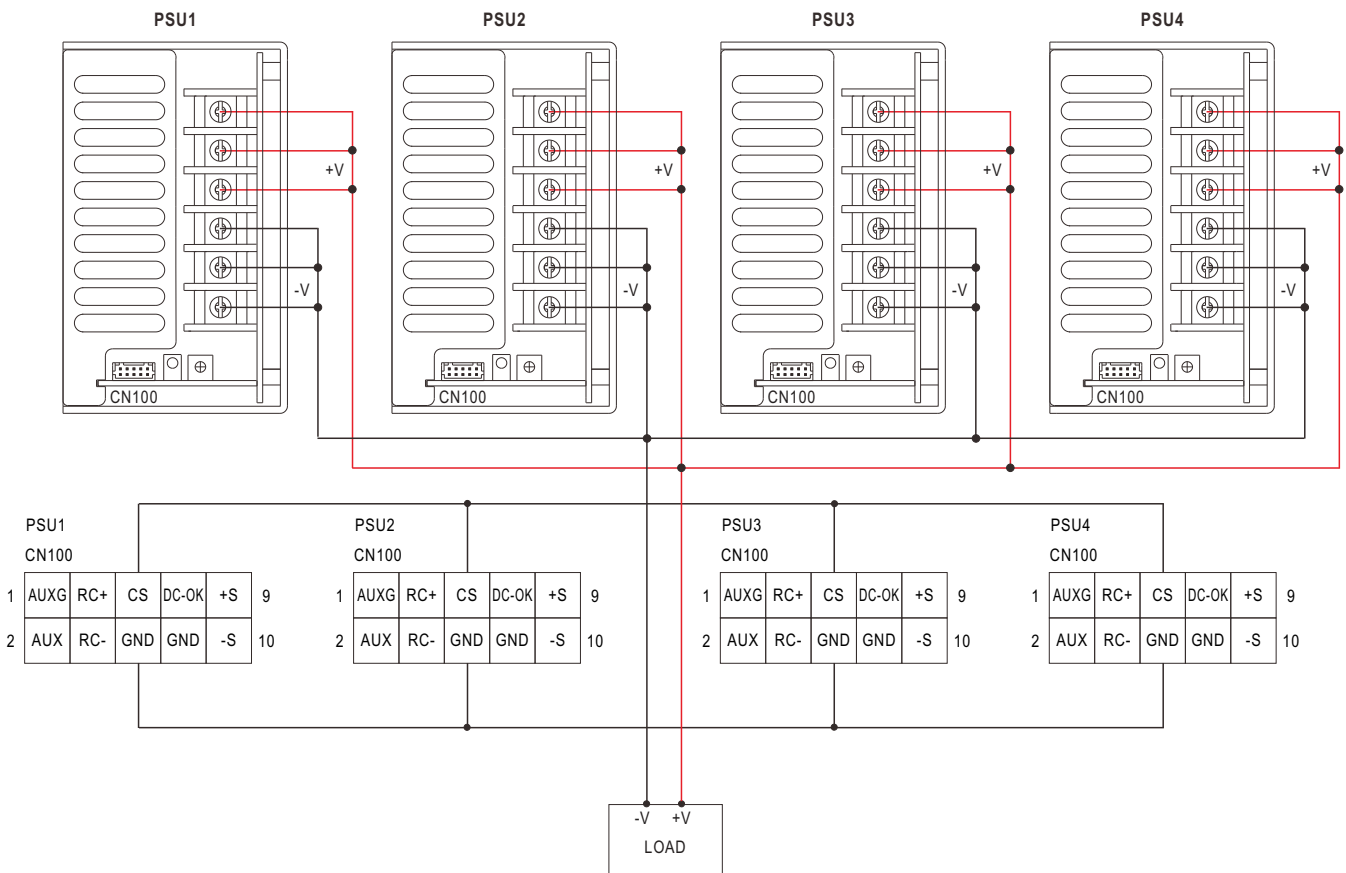 PSU1 PSU2 PSU3 PSU4
+V +V +V +V
-V -V -V -V
CN100 CN100 CN100 CN100
PSU1 PSU2 PSU3 PSU4
CN100 CN100 CN100 CN100
1 AUXG RC+ CS DC-OK +S 9 1 AUXG RC+ CS DC-OK +S 9 1 AUXG RC+ CS DC-OK +S 9 1 AUXG RC+ CS DC-OK +S 9
2 AUX RC- GND GND -S 10 2 AUX RC- GND GND -S 10 2 AUX RC- GND GND -S 10 2 AUX RC- GND GND -S 10
-V +V
LOAD